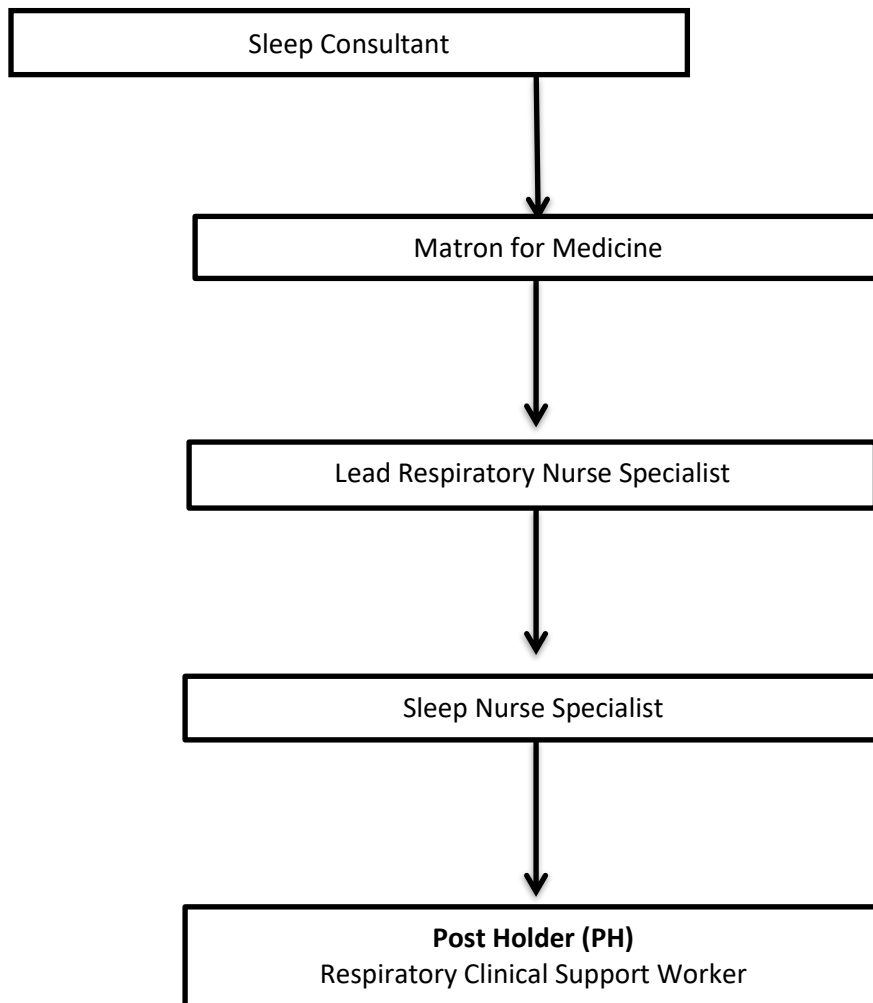 Sleep Consultant
Matron for Medicine
Lead Respiratory Nurse Specialist
Sleep Nurse Specialist
Post Holder (PH)
Respiratory Clinical Support Worker